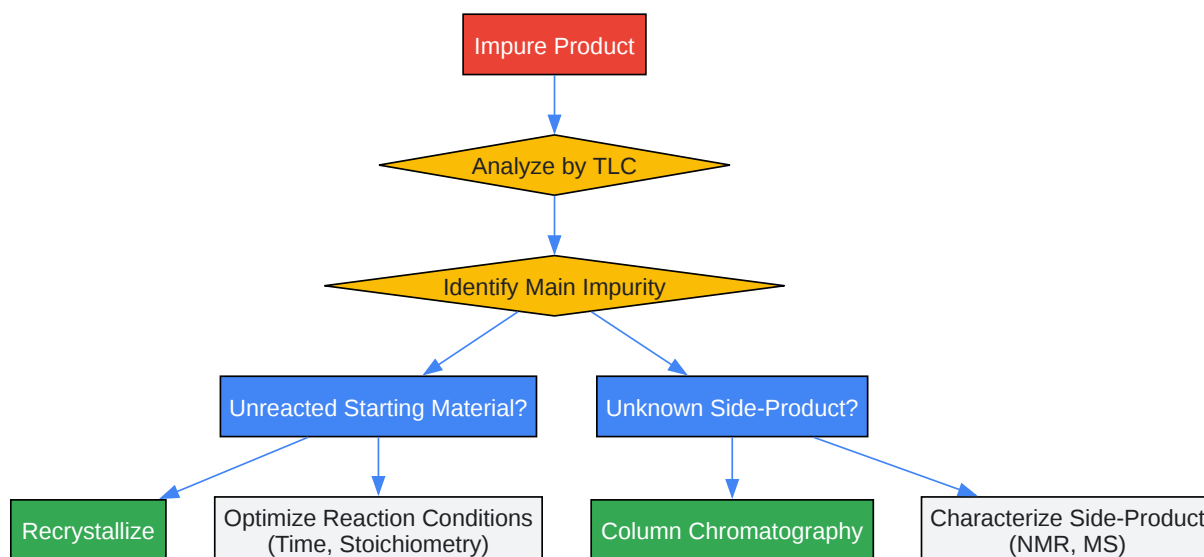 Impure Product
Analyze by TLC
Identify Main Impurity
Unreacted Starting Material?
Unknown Side-Product?
Recrystallize
Optimize Reaction Conditions
(Time, Stoichiometry)
Column Chromatography
Characterize Side-Product
(NMR, MS)